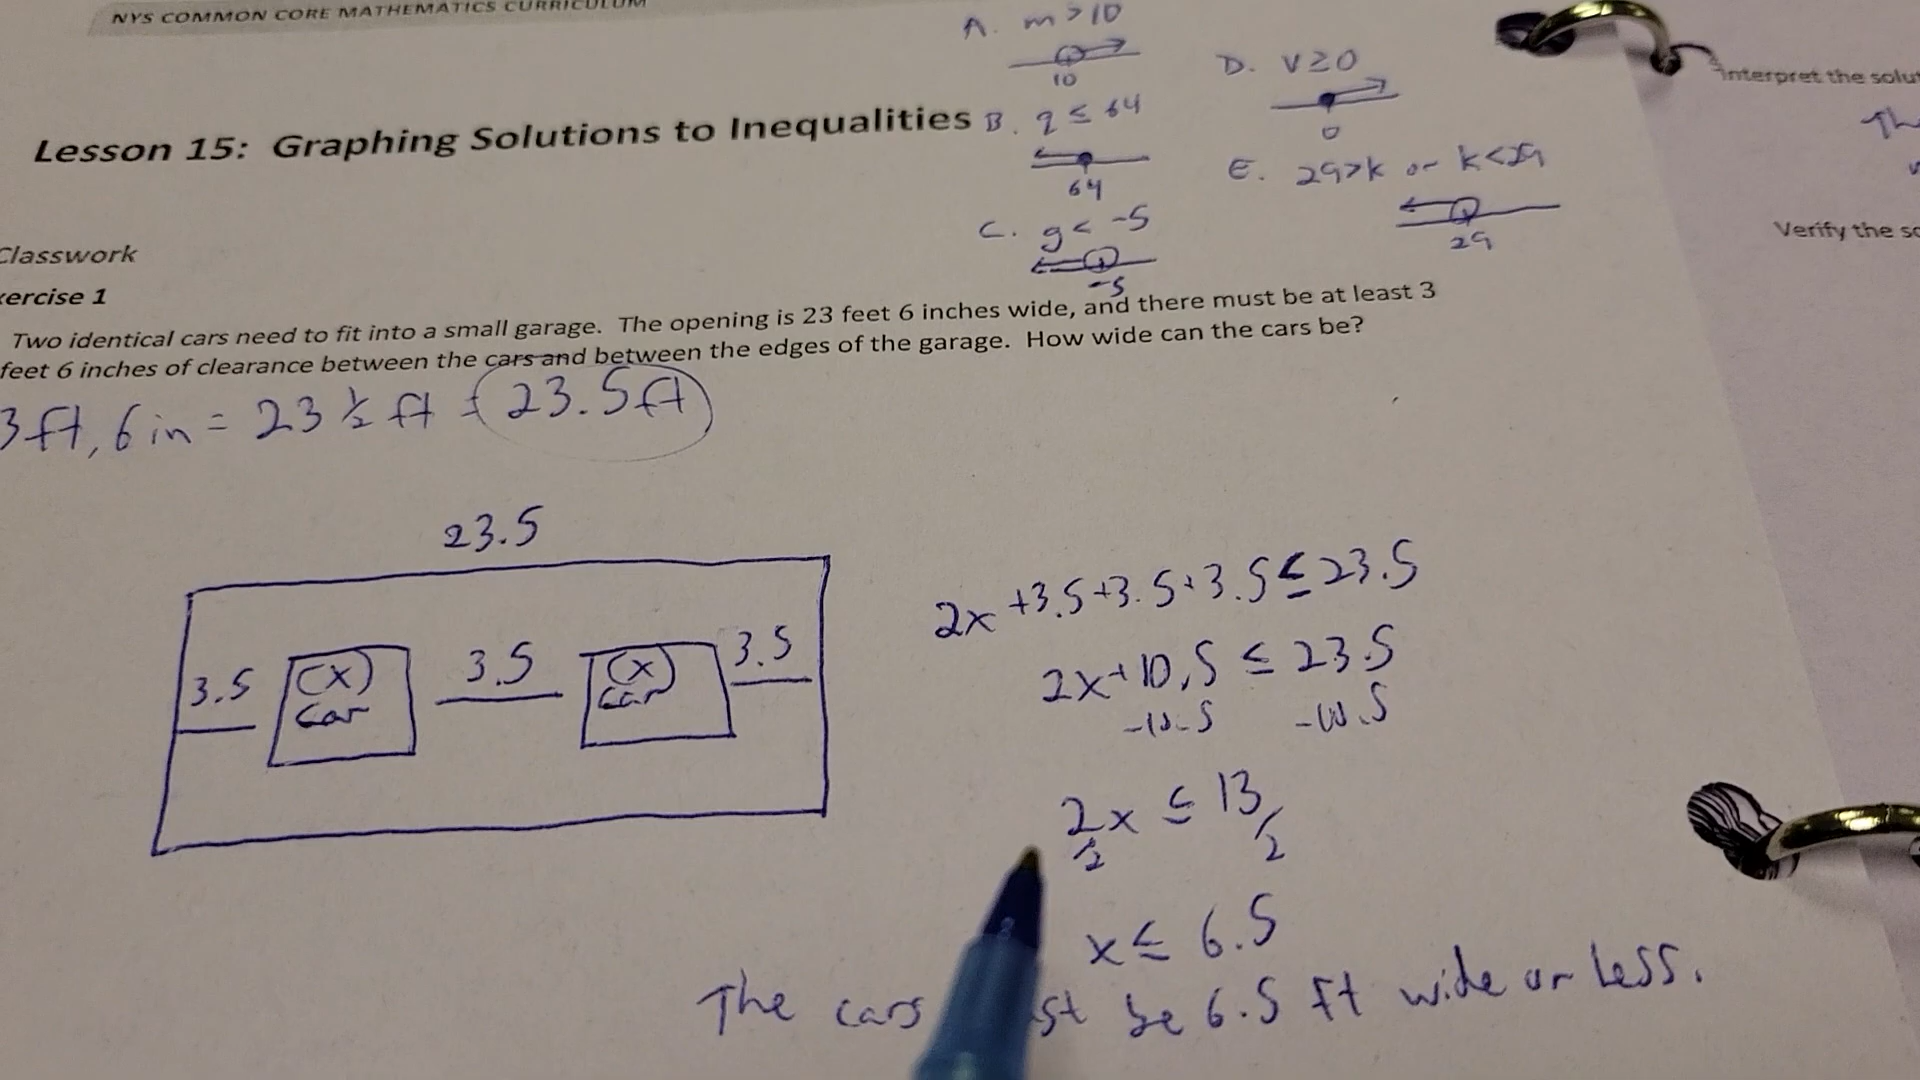 NYS COMMON CORE MATHEMATICS CURRICULUM
A. m > 10
10
D. v ≥ 0
0
Interpret the solu
Th
Lesson 15: Graphing Solutions to Inequalities
B. q ≤ 64
64
E. 29>k or k<29
29
C. g < -5
-5
Verify the so
Classwork
xercise 1
Two identical cars need to fit into a small garage. The opening is 23 feet 6 inches wide, and there must be at least 3
feet 6 inches of clearance between the cars and between the edges of the garage. How wide can the cars be?
3ft, 6in = 23 1/2 ft = 23.5ft
23.5
3.5 (x) 3.5 (x) 3.5
car car
2x +3.5+3.5+3.5 ≤ 23.5
2x+10.5 ≤ 23.5
-10.5 -10.5
2x ≤ 13
2 2
x ≤ 6.5
The cars st be 6.5 ft wide or less.